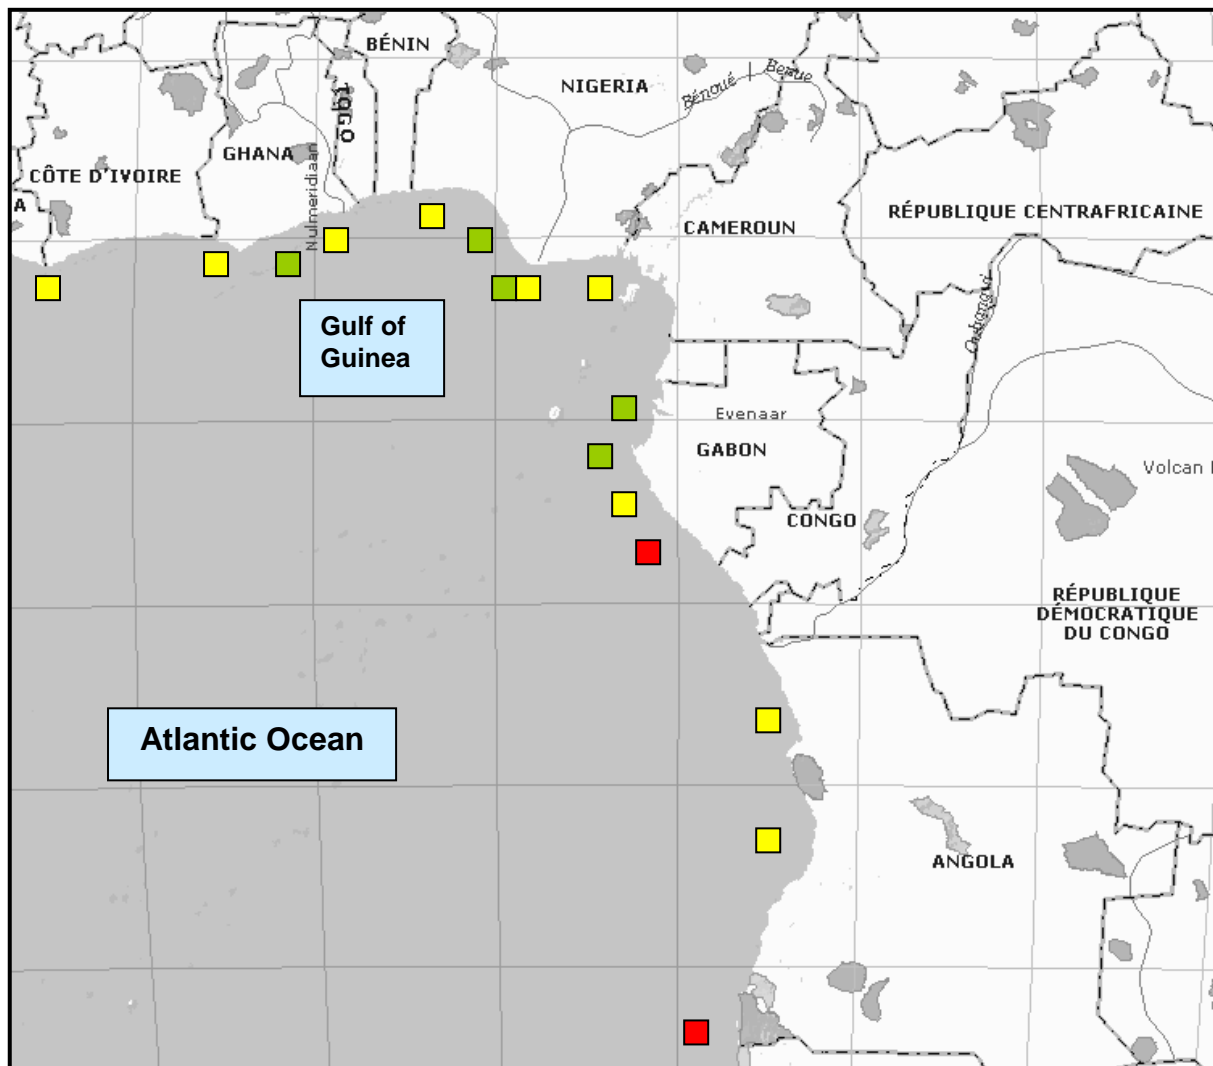 BÉNIN
NIGERIA
Bénoué
Benue
TOGO
GHANA
Nulmeridiaan
CÔTE D'IVOIRE
A
CAMEROUN
RÉPUBLIQUE CENTRAFRICAINE
Gulf of
Guinea
Oubangui
Evenaar
GABON
Volcan
CONGO
RÉPUBLIQUE
DÉMOCRATIQUE
DU CONGO
Atlantic Ocean
ANGOLA